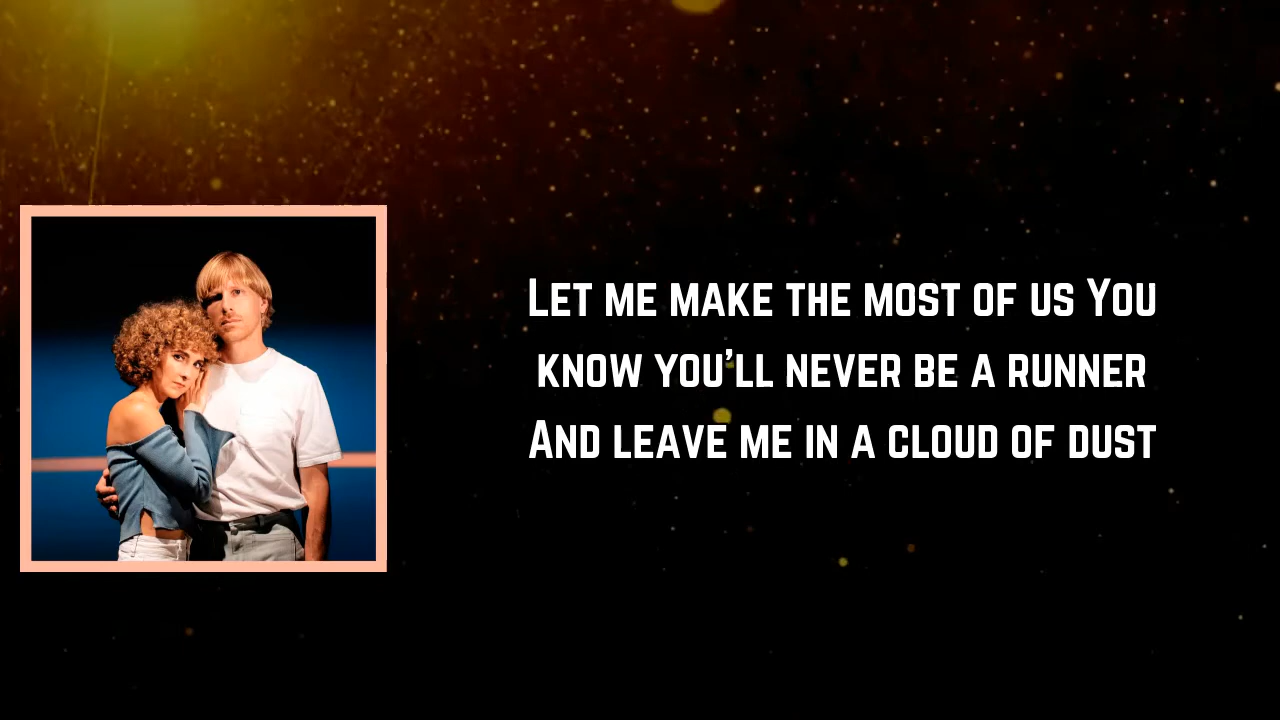 Let me make the most of us You
know you'll never be a runner
And leave me in a cloud of dust